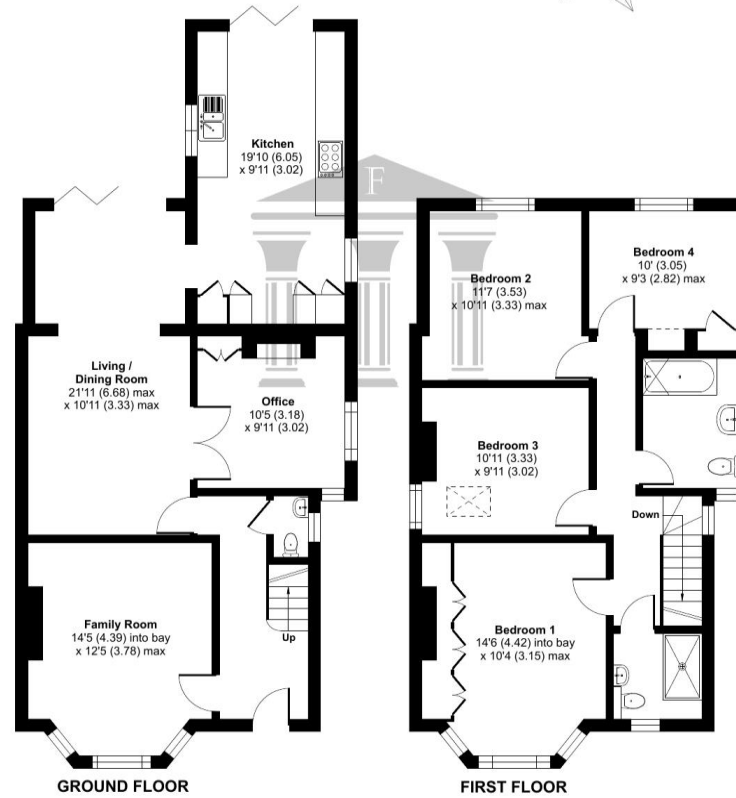 Kitchen
19'10 (6.05)
x 9'11 (3.02)
F
Bedroom 2
11'7 (3.53)
x 10'11 (3.33) max
Bedroom 4
10' (3.05)
x 9'3 (2.82) max
Living /
Dining Room
21'11 (6.68) max
x 10'11 (3.33) max
Office
10'5 (3.18)
x 9'11 (3.02)
Bedroom 3
10'11 (3.33)
x 9'11 (3.02)
Down
Family Room
14'5 (4.39) into bay
x 12'5 (3.78) max
Up
Bedroom 1
14'6 (4.42) into bay
x 10'4 (3.15) max
GROUND FLOOR
FIRST FLOOR